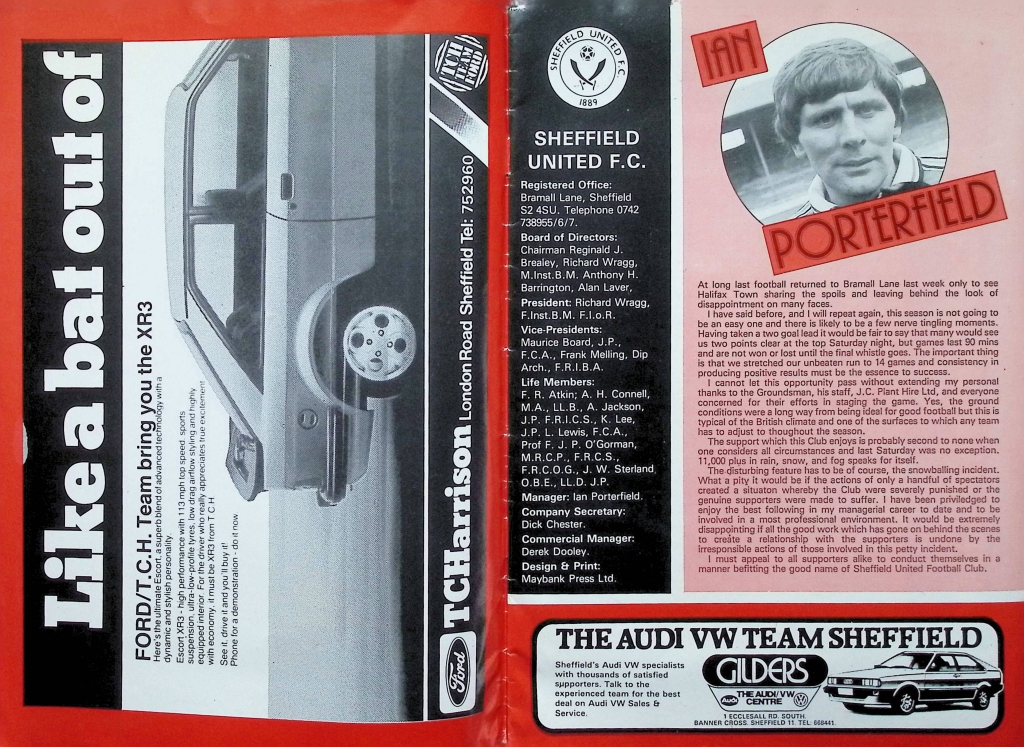 Like a bat out of
FORD/T.C.H. Team bring you the XR3
Here's the ultimate Escort, a superb blend of advanced technology with a
dynamic and stylish personality.
Escort XR3 - high performance with 113 mph top speed, sports
suspension, ultra-low-profile tyres, low drag airflow styling and highly
equipped interior. For the driver who really appreciates true excitement
with economy, it must be XR3 from T C H
See it, drive it and you'll buy it!
Phone for a demonstration - do it now.
TCH
TEAM
FORD
Ford
TCHarrison London Road Sheffield Tel: 752960
SHEFFIELD UNITED F.C.
1889
SHEFFIELD
UNITED F.C.
Registered Office:
Bramall Lane, Sheffield
S2 4SU. Telephone 0742
738955/6/7.
Board of Directors:
Chairman Reginald J.
Brealey, Richard Wragg,
M.Inst.B.M. Anthony H.
Barrington, Alan Laver,
President: Richard Wragg,
F.Inst.B.M. F.I.o.R.
Vice-Presidents:
Maurice Board, J.P.,
F.C.A., Frank Melling, Dip
Arch., F.R.I.B.A.
Life Members:
F. R. Atkin; A. H. Connell,
M.A., LL.B., A. Jackson,
J.P. F.R.I.C.S., K. Lee,
J.P. L. Lewis, F.C.A.,
Prof F. J. P. O'Gorman,
M.R.C.P., F.R.C.S.,
F.R.C.O.G., J. W. Sterland,
O.B.E., LL.D. J.P.
Manager: Ian Porterfield.
Company Secretary:
Dick Chester.
Commercial Manager:
Derek Dooley.
Design & Print:
Maybank Press Ltd.
IAN
PORTERFIELD
At long last football returned to Bramall Lane last week only to see
Halifax Town sharing the spoils and leaving behind the look of
disappointment on many faces.
I have said before, and I will repeat again, this season is not going to
be an easy one and there is likely to be a few nerve tingling moments.
Having taken a two goal lead it would be fair to say that many would see
us two points clear at the top Saturday night, but games last 90 mins
and are not won or lost until the final whistle goes. The important thing
is that we stretched our unbeaten run to 14 games and consistency in
producing positive results must be the essence to success.
I cannot let this opportunity pass without extending my personal
thanks to the Groundsman, his staff, J.C. Plant Hire Ltd, and everyone
concerned for their efforts in staging the game. Yes, the ground
conditions were a long way from being ideal for good football but this is
typical of the British climate and one of the surfaces to which any team
has to adjust to thoughout the season.
The support which this Club enjoys is probably second to none when
one considers all circumstances and last Saturday was no exception.
11,000 plus in rain, snow, and fog speaks for itself.
The disturbing feature has to be of course, the snowballing incident.
What a pity it would be if the actions of only a handful of spectators
created a situaton whereby the Club were severely punished or the
genuine supporters were made to suffer. I have been priviledged to
enjoy the best following in my managerial career to date and to be
involved in a most professional environment. It would be extremely
disappointing if all the good work which has gone on behind the scenes
to create a relationship with the supporters is undone by the
irresponsible actions of those involved in this petty incident.
I must appeal to all supporters alike to conduct themselves in a
manner befitting the good name of Sheffield United Football Club.
THE AUDI VW TEAM SHEFFIELD
Sheffield's Audi VW specialists
with thousands of satisfied
supporters. Talk to the
experienced team for the best
deal on Audi VW Sales &
Service.
GILDERS
Audi THE AUDI/VW
CENTRE
1 ECCLESALL RD. SOUTH.
BANNER CROSS. SHEFFIELD 11. TEL: 668441.